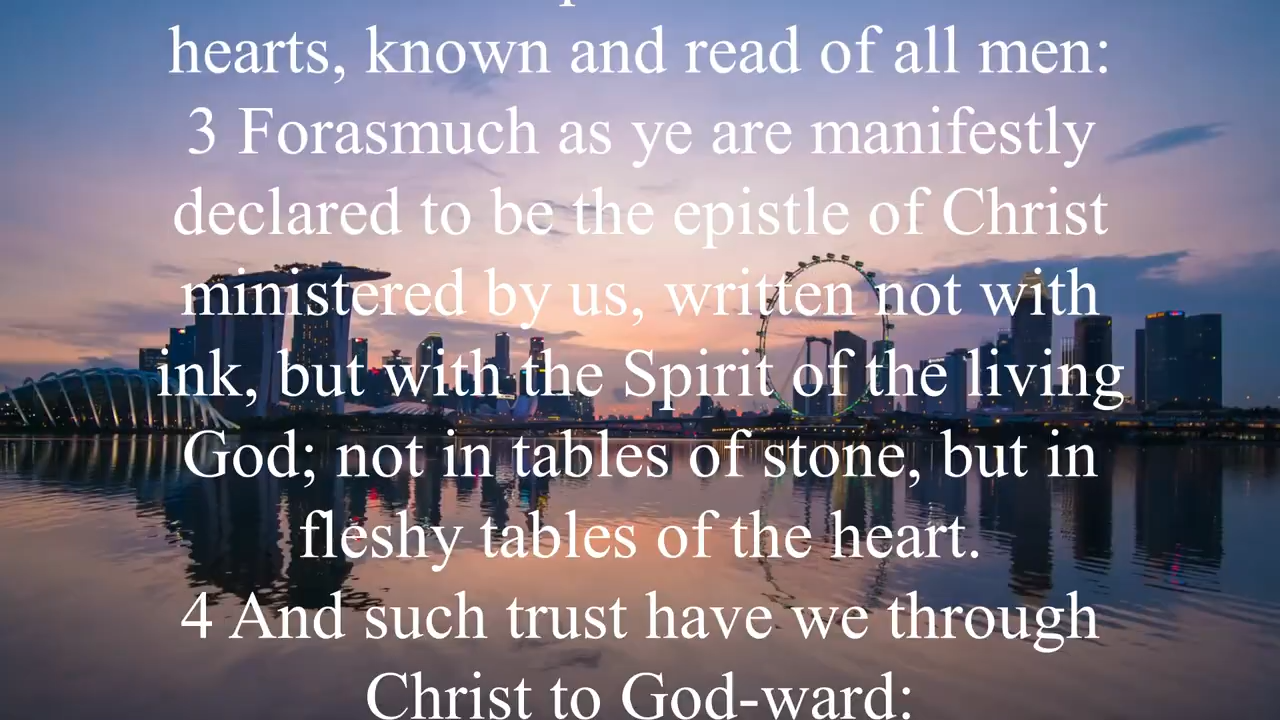 hearts, known and read of all men:
3 Forasmuch as ye are manifestly
declared to be the epistle of Christ
ministered by us, written not with
ink, but with the Spirit of the living
God; not in tables of stone, but in
fleshy tables of the heart.
4 And such trust have we through
Christ to God-ward: